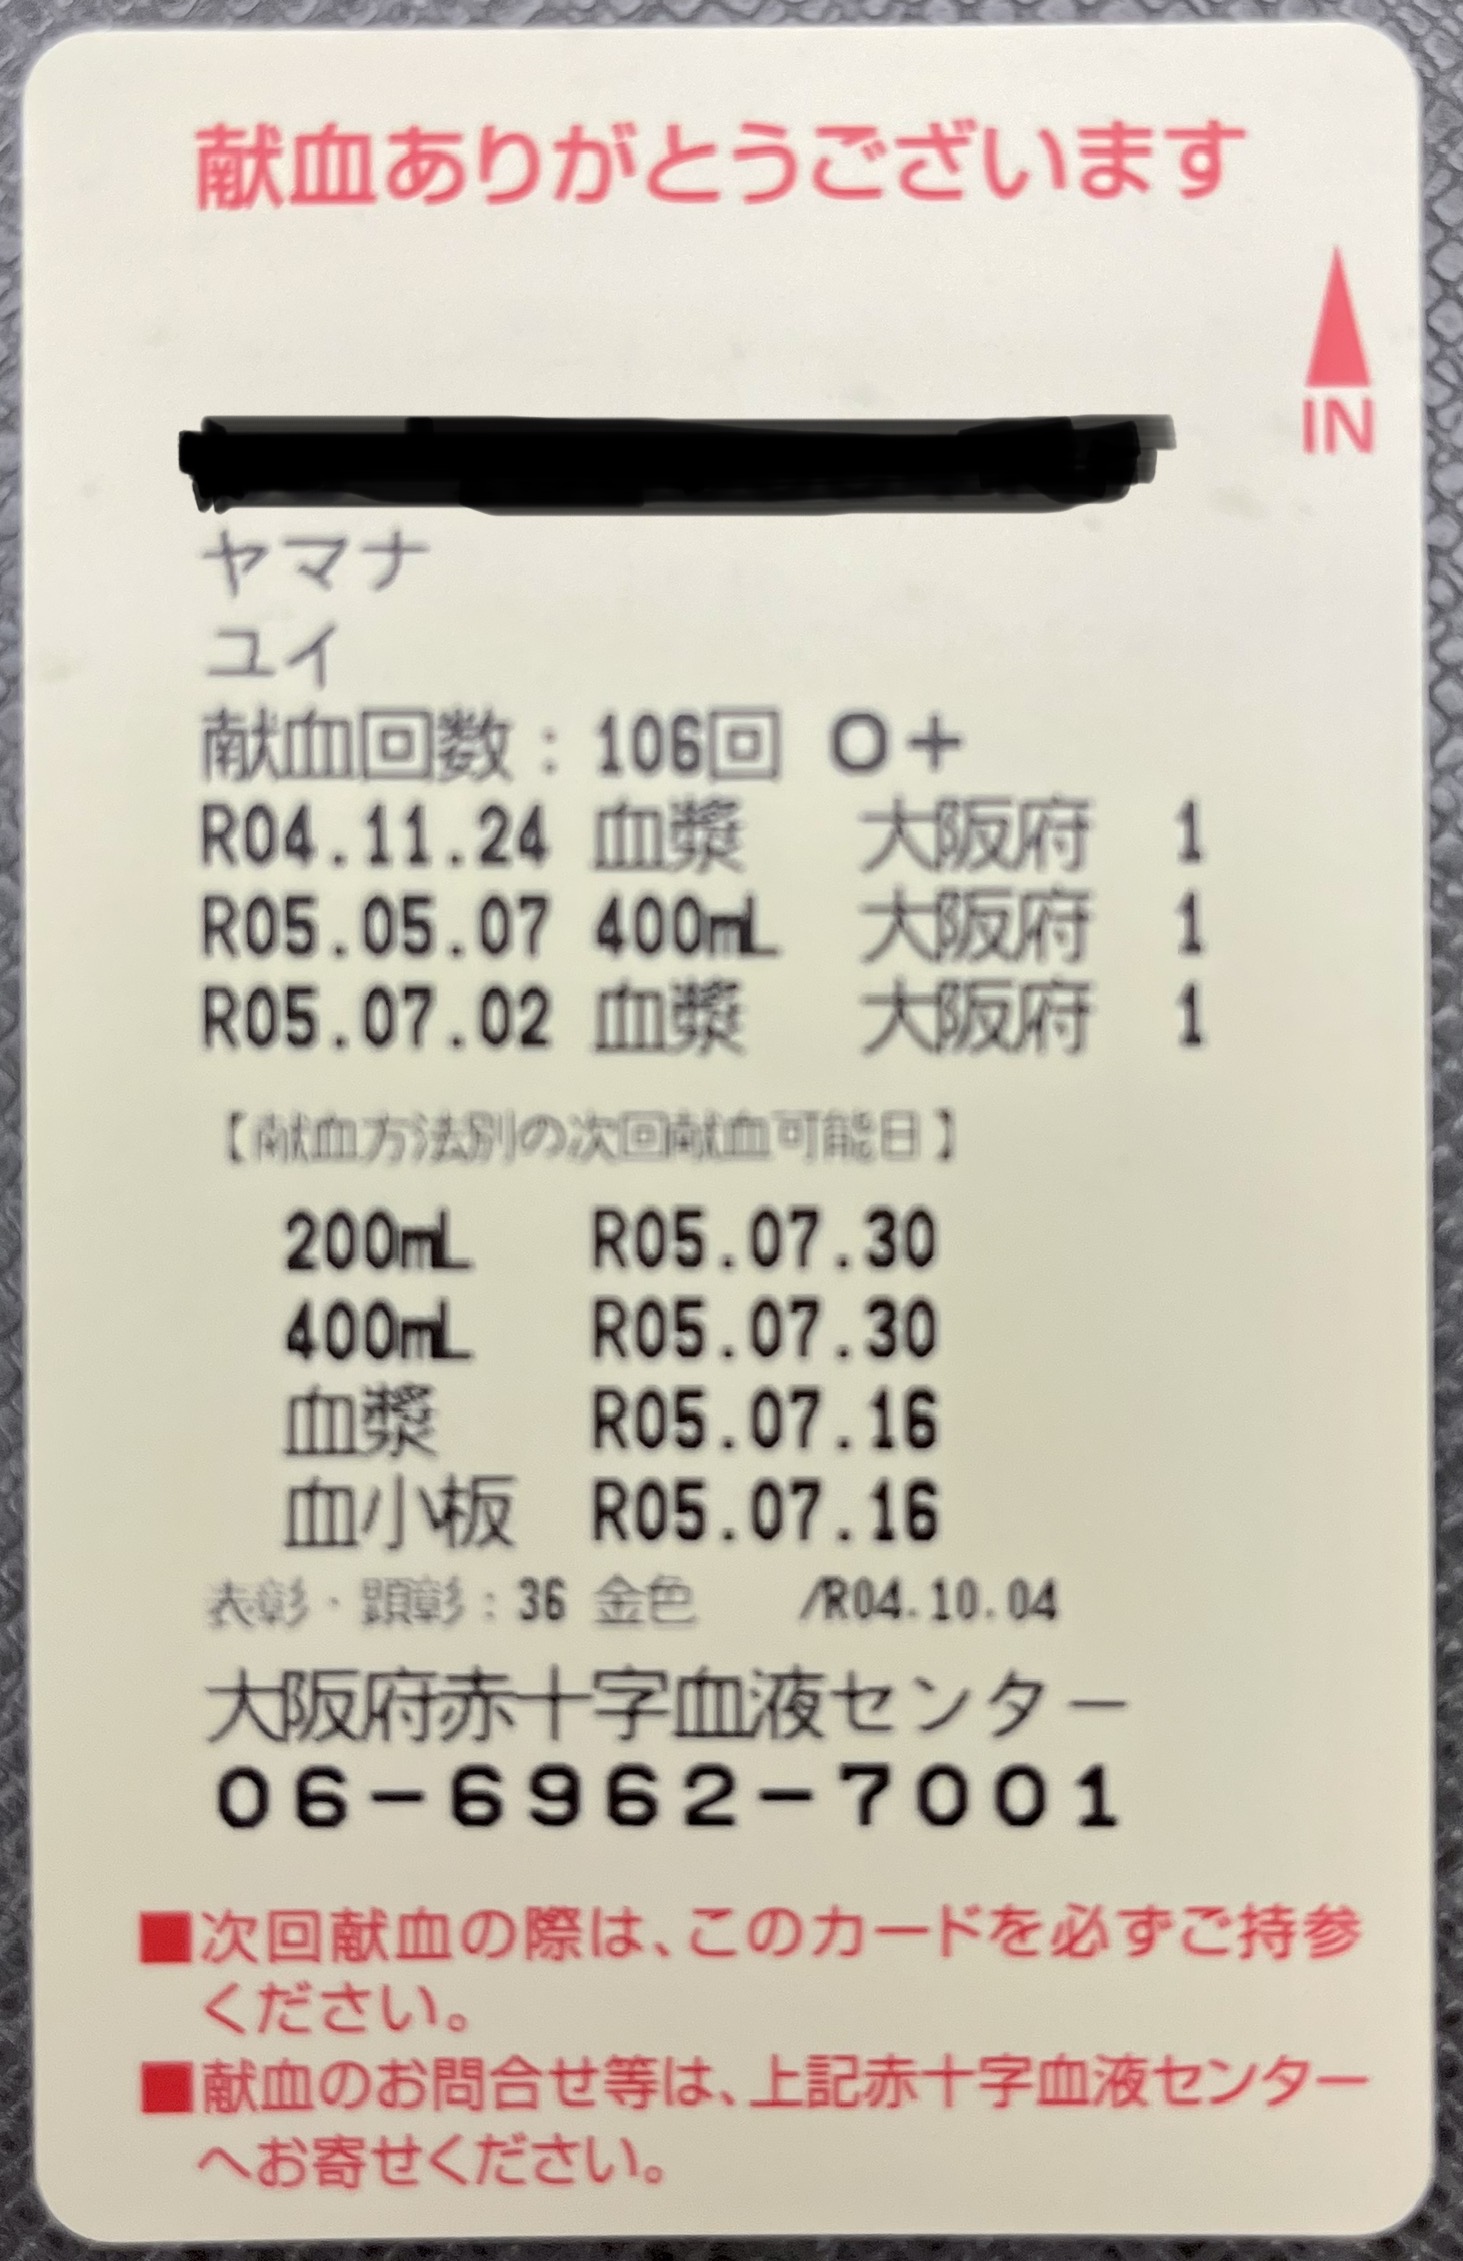 献血ありがとうございます
IN
ヤマナ
ユイ
献血回数：106回 O＋
R04.11.24 血漿 大阪府 1
R05.05.07 400mL 大阪府 1
R05.07.02 血漿 大阪府 1
【献血方法別の次回献血可能日】
200mL R05.07.30
400mL R05.07.30
血漿 R05.07.16
血小板 R05.07.16
表彰・顕彰：36 金色 /R04.10.04
大阪府赤十字血液センター
06-6962-7001
■次回献血の際は、このカードを必ずご持参
ください。
■献血のお問合せ等は、上記赤十字血液センター
へお寄せください。